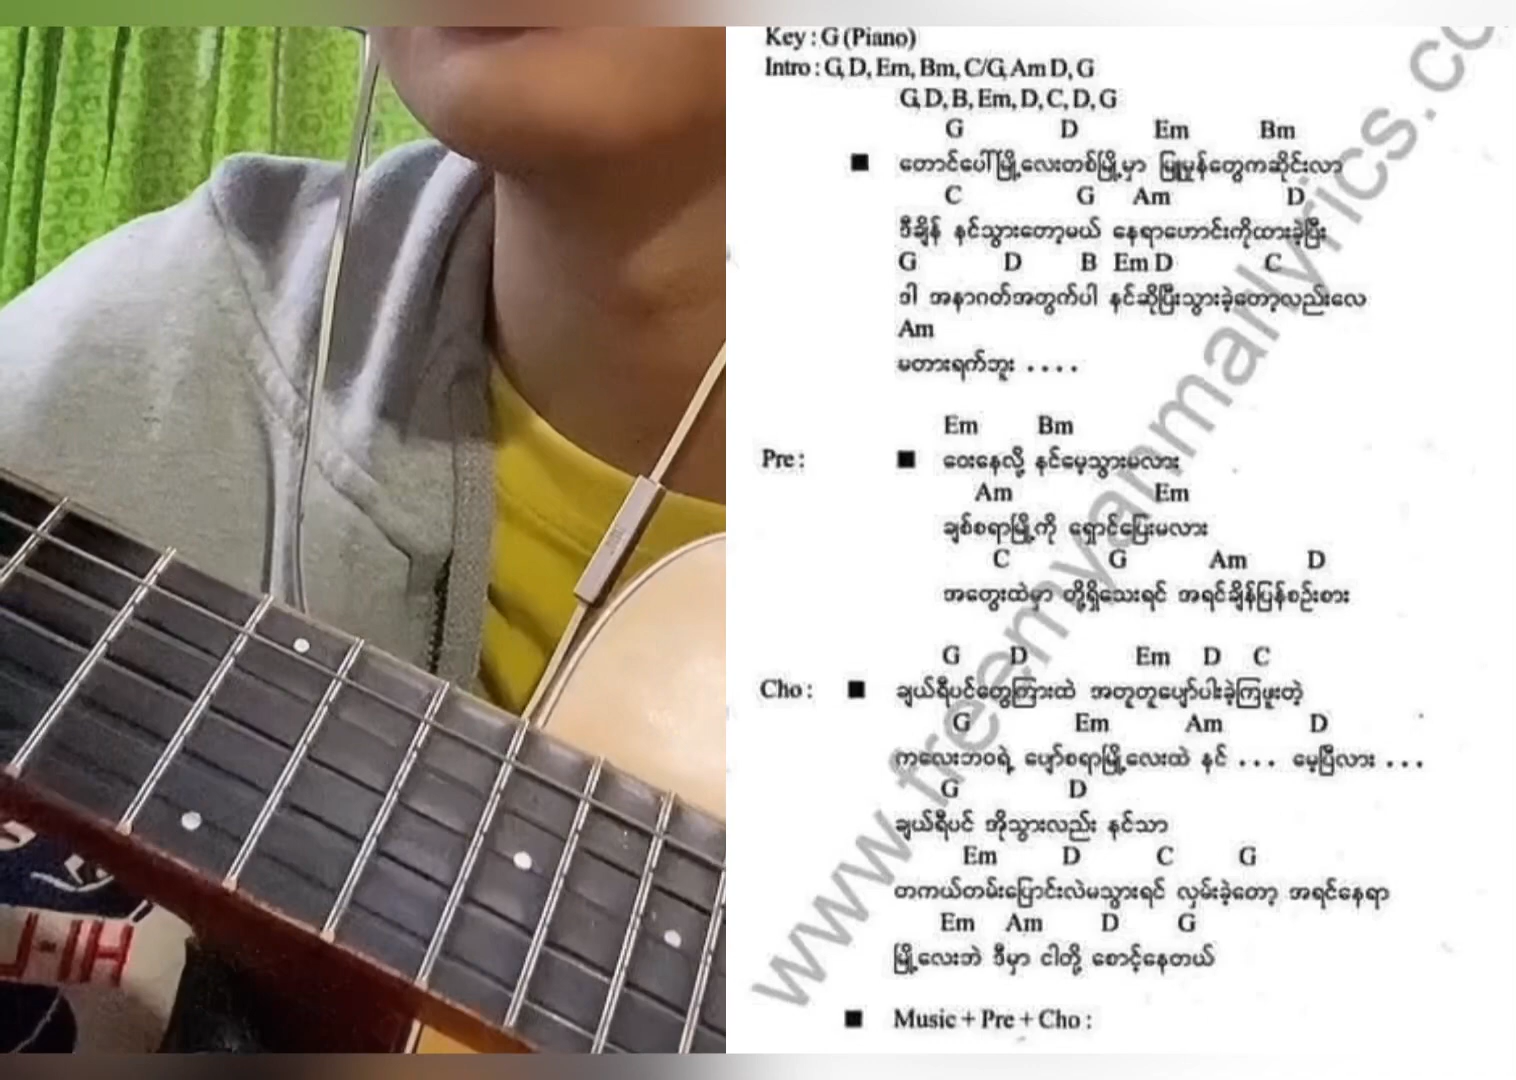 Key : G (Piano)
Intro : G, D, Em, Bm, C/G, Am D, G
G, D, B, Em, D, C, D, G
G D Em Bm
■ တောင်ပေါ်မြို့လေးတစ်မြို့မှာ မြူမှုန်တွေကဆိုင်းလာ
C G Am D
ဒီချိန် နင်သွားတော့မယ် နေရာဟောင်းကိုထားခဲ့ပြီး
G D B Em D C
ဒါ အနာဂတ်အတွက်ပါ နင်ဆိုပြီးသွားခဲ့တော့လည်းလေ
Am
မတားရက်ဘူး . . . .
Em Bm
Pre : ■ ဝေးနေလို့ နင်မေ့သွားမလား
Am Em
ချစ်စရာမြို့ကို ရှောင်ပြေးမလား
C G Am D
အတွေးထဲမှာ တို့ရှိသေးရင် အရင်ချိန်ပြန်စဉ်းစား
G D Em D C
Cho : ■ ချယ်ရီပင်တွေကြားထဲ အတူတူပျော်ပါးခဲ့ကြဖူးတဲ့
G Em Am D
ကလေးဘဝရဲ့ ပျော်စရာမြို့လေးထဲ နင် . . . မေ့ပြီလား . . .
G D
ချယ်ရီပင် အိုသွားလည်း နင်သာ
Em D C G
တကယ်တမ်းပြောင်းလဲမသွားရင် လှမ်းခဲ့တော့ အရင်နေရာ
Em Am D G
မြို့လေးဘဲ ဒီမှာ ငါတို့ စောင့်နေတယ်
■ Music + Pre + Cho :
www.freemyanmarlyrics.co